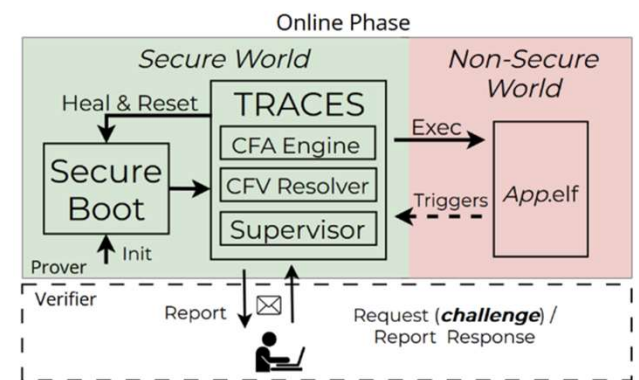 Online Phase
Secure World
Non-Secure
World
Heal & Reset
TRACES
CFA Engine
CFV Resolver
Supervisor
Secure
Boot
Init
Exec
Triggers
App.elf
Prover
Verifier
Report
Request (challenge) /
Report Response